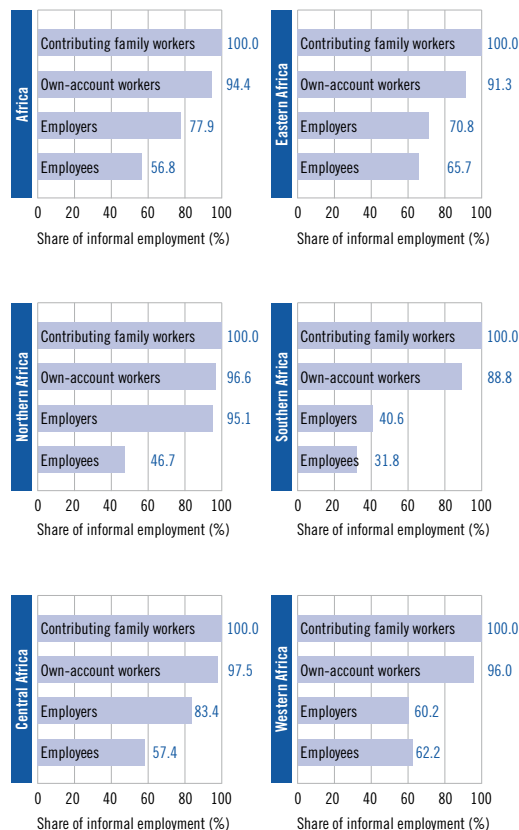 Africa
Contributing family workers 100.0
Own-account workers 94.4
Employers 77.9
Employees 56.8
0 20 40 60 80 100
Share of informal employment (%)
Eastern Africa
Contributing family workers 100.0
Own-account workers 91.3
Employers 70.8
Employees 65.7
0 20 40 60 80 100
Share of informal employment (%)
Northern Africa
Contributing family workers 100.0
Own-account workers 96.6
Employers 95.1
Employees 46.7
0 20 40 60 80 100
Share of informal employment (%)
Southern Africa
Contributing family workers 100.0
Own-account workers 88.8
Employers 40.6
Employees 31.8
0 20 40 60 80 100
Share of informal employment (%)
Central Africa
Contributing family workers 100.0
Own-account workers 97.5
Employers 83.4
Employees 57.4
0 20 40 60 80 100
Share of informal employment (%)
Western Africa
Contributing family workers 100.0
Own-account workers 96.0
Employers 60.2
Employees 62.2
0 20 40 60 80 100
Share of informal employment (%)